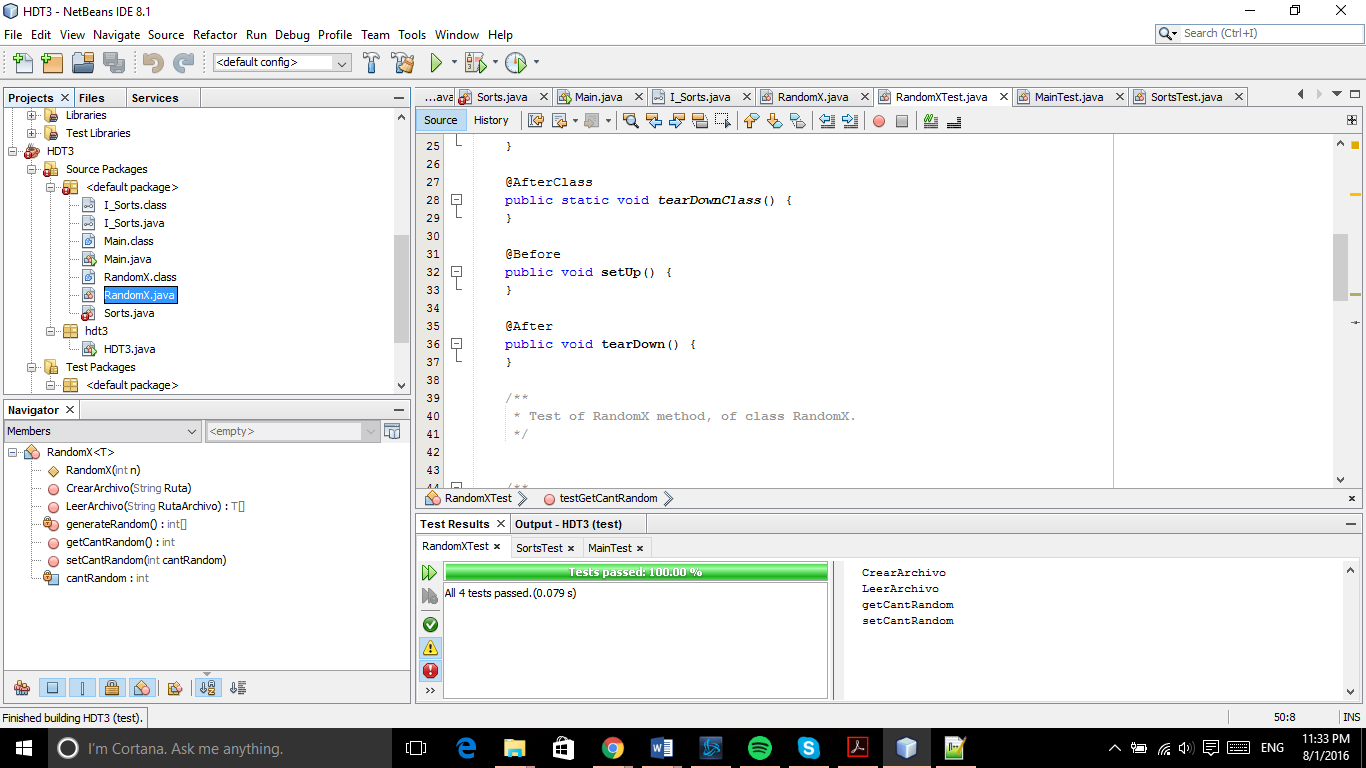 HDT3 - NetBeans IDE 8.1
File Edit View Navigate Source Refactor Run Debug Profile Team Tools Window Help
Search (Ctrl+I)
<default config>
Projects Files Services
Libraries
Test Libraries
HDT3
Source Packages
<default package>
I_Sorts.class
I_Sorts.java
Main.class
Main.java
RandomX.class
RandomX.java
Sorts.java
hdt3
HDT3.java
Test Packages
<default package>
Navigator
Members <empty>
RandomX<T>
RandomX(int n)
CrearArchivo(String Ruta)
LeerArchivo(String RutaArchivo) : T[]
generateRandom() : int[]
getCantRandom() : int
setCantRandom(int cantRandom)
cantRandom : int
...ava Sorts.java Main.java I_Sorts.java RandomX.java RandomXTest.java MainTest.java SortsTest.java
Source History
25 }
26
27 @AfterClass
28 public static void tearDownClass() {
29 }
30
31 @Before
32 public void setUp() {
33 }
34
35 @After
36 public void tearDown() {
37 }
38
39 /**
40 * Test of RandomX method, of class RandomX.
41 */
42
43
44 /**
RandomXTest testGetCantRandom
Test Results Output - HDT3 (test)
RandomXTest SortsTest MainTest
Tests passed: 100.00 %
All 4 tests passed.(0.079 s)
CrearArchivo
LeerArchivo
getCantRandom
setCantRandom
Finished building HDT3 (test).
50:8 INS
I'm Cortana. Ask me anything.
ENG
11:33 PM
8/1/2016